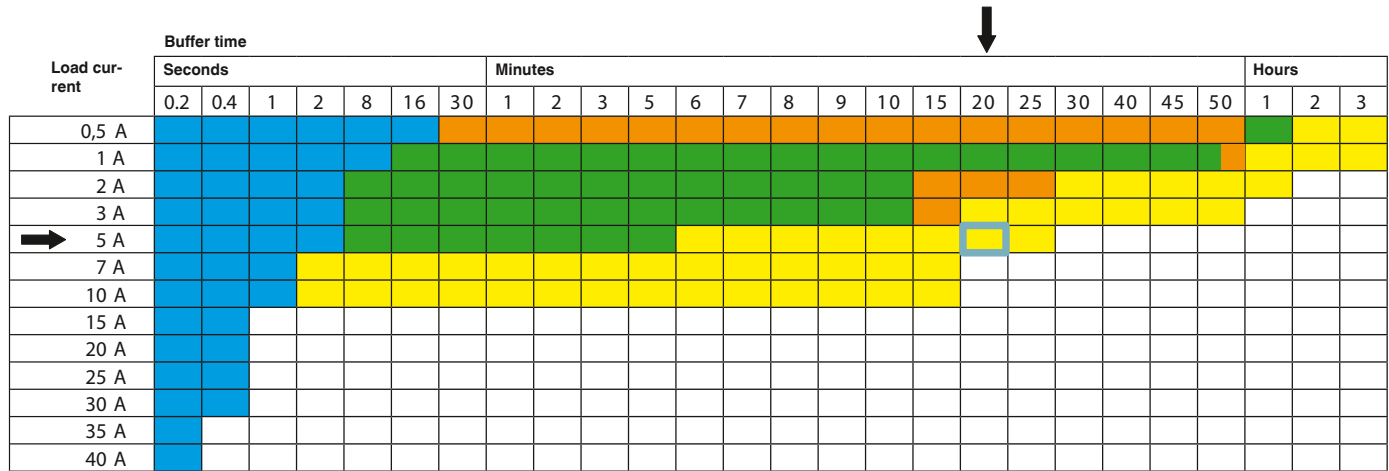 Buffer time
Load cur-
rent
Seconds Minutes Hours
0.2 0.4 1 2 8 16 30 1 2 3 5 6 7 8 9 10 15 20 25 30 40 45 50 1 2 3
0,5 A
1 A
2 A
3 A
5 A
7 A
10 A
15 A
20 A
25 A
30 A
35 A
40 A